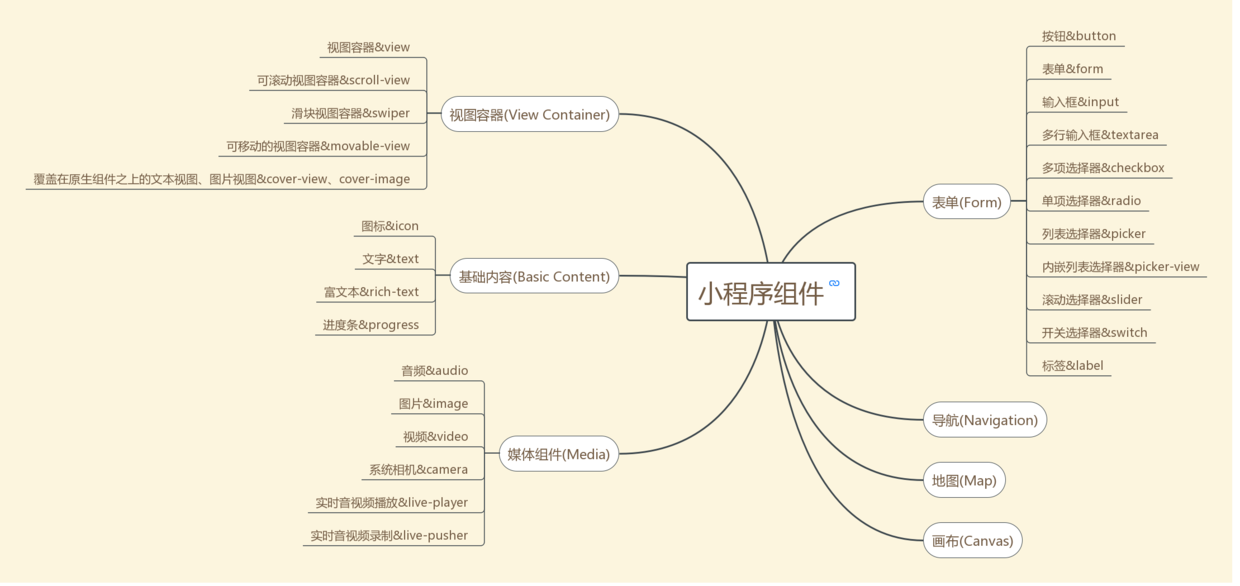 小程序组件
视图容器(View Container)
视图容器&view
可滚动视图容器&scroll-view
滑块视图容器&swiper
可移动的视图容器&movable-view
覆盖在原生组件之上的文本视图、图片视图&cover-view、cover-image
基础内容(Basic Content)
图标&icon
文字&text
富文本&rich-text
进度条&progress
媒体组件(Media)
音频&audio
图片&image
视频&video
系统相机&camera
实时音视频播放&live-player
实时音视频录制&live-pusher
表单(Form)
按钮&button
表单&form
输入框&input
多行输入框&textarea
多项选择器&checkbox
单项选择器&radio
列表选择器&picker
内嵌列表选择器&picker-view
滚动选择器&slider
开关选择器&switch
标签&label
导航(Navigation)
地图(Map)
画布(Canvas)